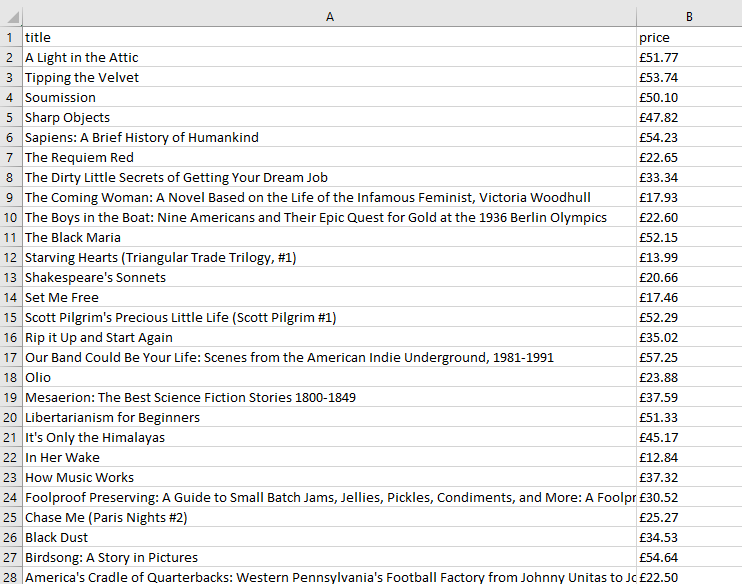 A B
1 title price
2 A Light in the Attic £51.77
3 Tipping the Velvet £53.74
4 Soumission £50.10
5 Sharp Objects £47.82
6 Sapiens: A Brief History of Humankind £54.23
7 The Requiem Red £22.65
8 The Dirty Little Secrets of Getting Your Dream Job £33.34
9 The Coming Woman: A Novel Based on the Life of the Infamous Feminist, Victoria Woodhull £17.93
10 The Boys in the Boat: Nine Americans and Their Epic Quest for Gold at the 1936 Berlin Olympics £22.60
11 The Black Maria £52.15
12 Starving Hearts (Triangular Trade Trilogy, #1) £13.99
13 Shakespeare's Sonnets £20.66
14 Set Me Free £17.46
15 Scott Pilgrim's Precious Little Life (Scott Pilgrim #1) £52.29
16 Rip it Up and Start Again £35.02
17 Our Band Could Be Your Life: Scenes from the American Indie Underground, 1981-1991 £57.25
18 Olio £23.88
19 Mesaerion: The Best Science Fiction Stories 1800-1849 £37.59
20 Libertarianism for Beginners £51.33
21 It's Only the Himalayas £45.17
22 In Her Wake £12.84
23 How Music Works £37.32
24 Foolproof Preserving: A Guide to Small Batch Jams, Jellies, Pickles, Condiments, and More: A Foolpr £30.52
25 Chase Me (Paris Nights #2) £25.27
26 Black Dust £34.53
27 Birdsong: A Story in Pictures £54.64
28 America's Cradle of Quarterbacks: Western Pennsylvania's Football Factory from Johnny Unitas to Jo £22.50